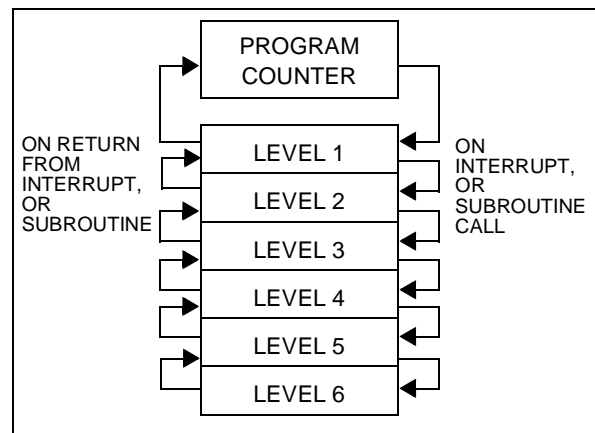 PROGRAM
COUNTER
ON RETURN
FROM
INTERRUPT,
OR
SUBROUTINE
LEVEL 1
LEVEL 2
LEVEL 3
LEVEL 4
LEVEL 5
LEVEL 6
ON
INTERRUPT,
OR
SUBROUTINE
CALL